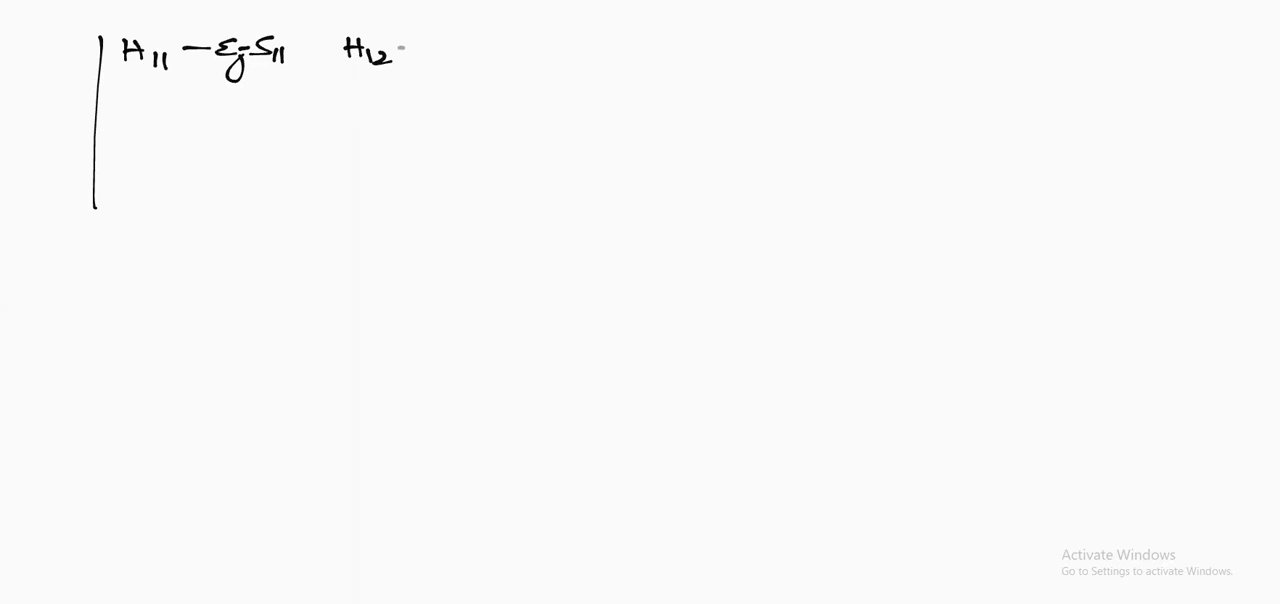 | H₁₁ − εⱼS₁₁ H₁₂ -
Activate Windows
Go to Settings to activate Windows.